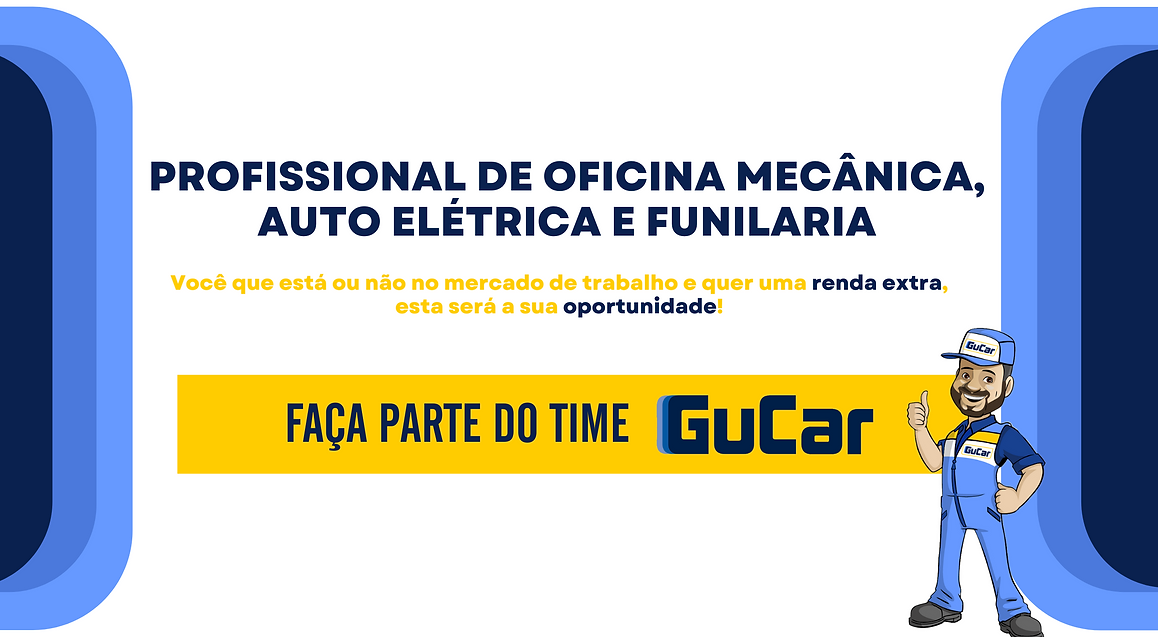 PROFISSIONAL DE OFICINA MECÂNICA,
AUTO ELÉTRICA E FUNILARIA
Você que está ou não no mercado de trabalho e quer uma renda extra,
esta será a sua oportunidade!
GuCar
FAÇA PARTE DO TIME GuCar
GuCar